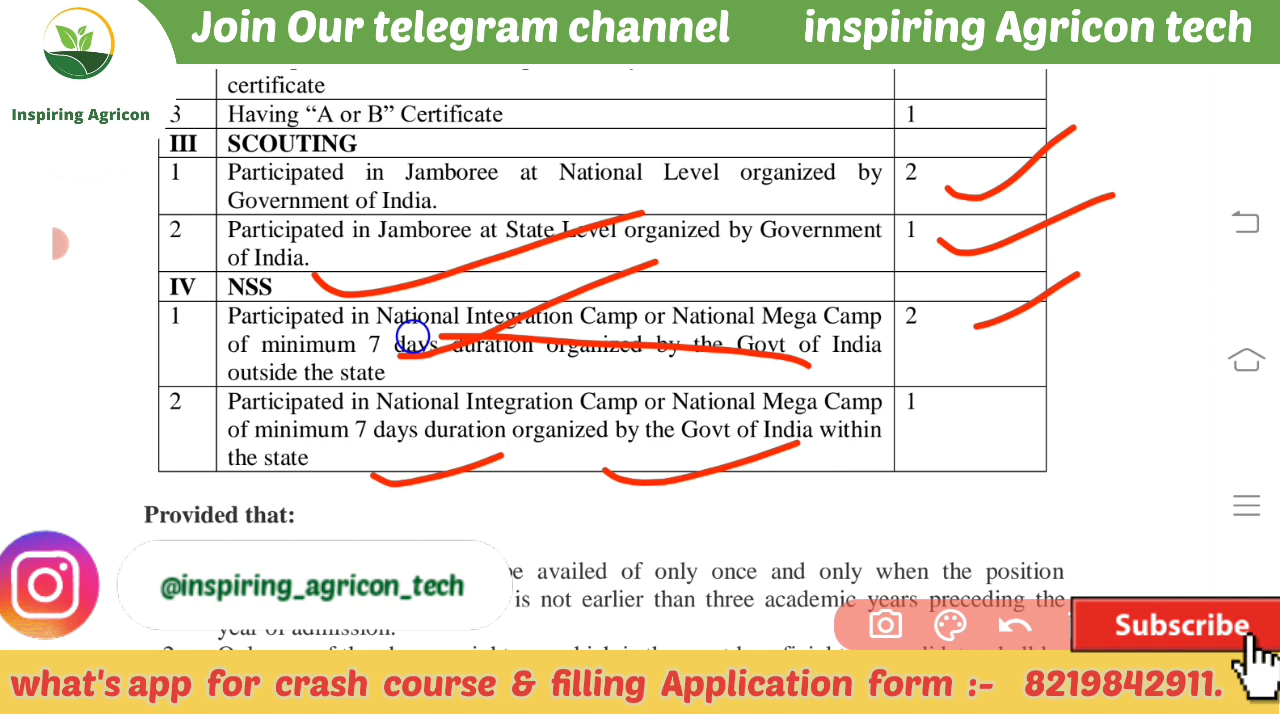 Join Our telegram channel inspiring Agricon tech
Inspiring Agricon
certificate
3 Having “A or B” Certificate 1
III SCOUTING
1 Participated in Jamboree at National Level organized by 2
Government of India.
2 Participated in Jamboree at State Level organized by Government 1
of India.
IV NSS
1 Participated in National Integration Camp or National Mega Camp 2
of minimum 7 days duration organized by the Govt of India
outside the state
2 Participated in National Integration Camp or National Mega Camp 1
of minimum 7 days duration organized by the Govt of India within
the state
Provided that:
availed of only once and only when the position
@inspiring_agricon_tech
is not earlier than three academic years preceding the
year of admission.
Subscribe
what's app for crash course & filling Application form :- 8219842911.